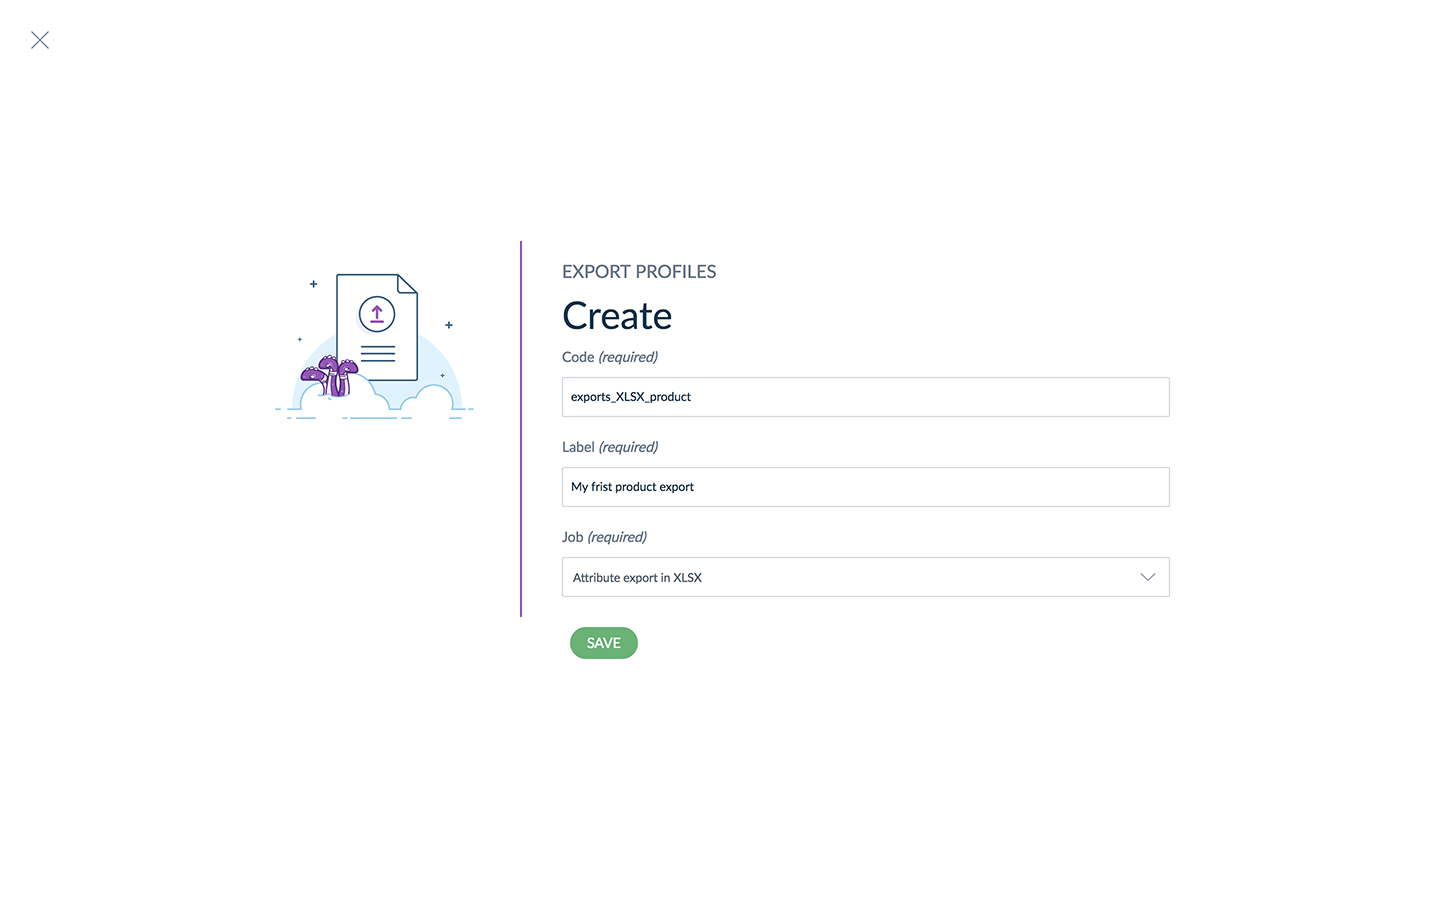 EXPORT PROFILES
Create
Code (required)
exports_XLSX_product
Label (required)
My frist product export
Job (required)
Attribute export in XLSX
SAVE